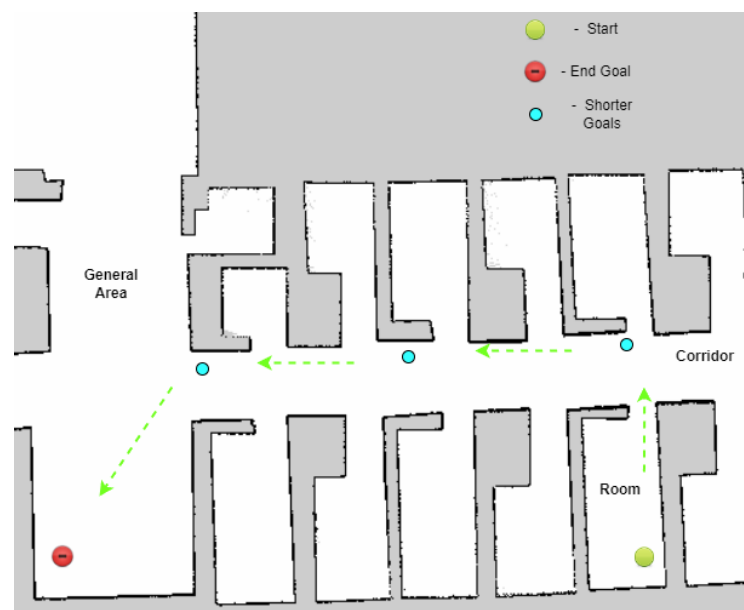 - Start
- End Goal
- Shorter
Goals
General
Area
Corridor
Room